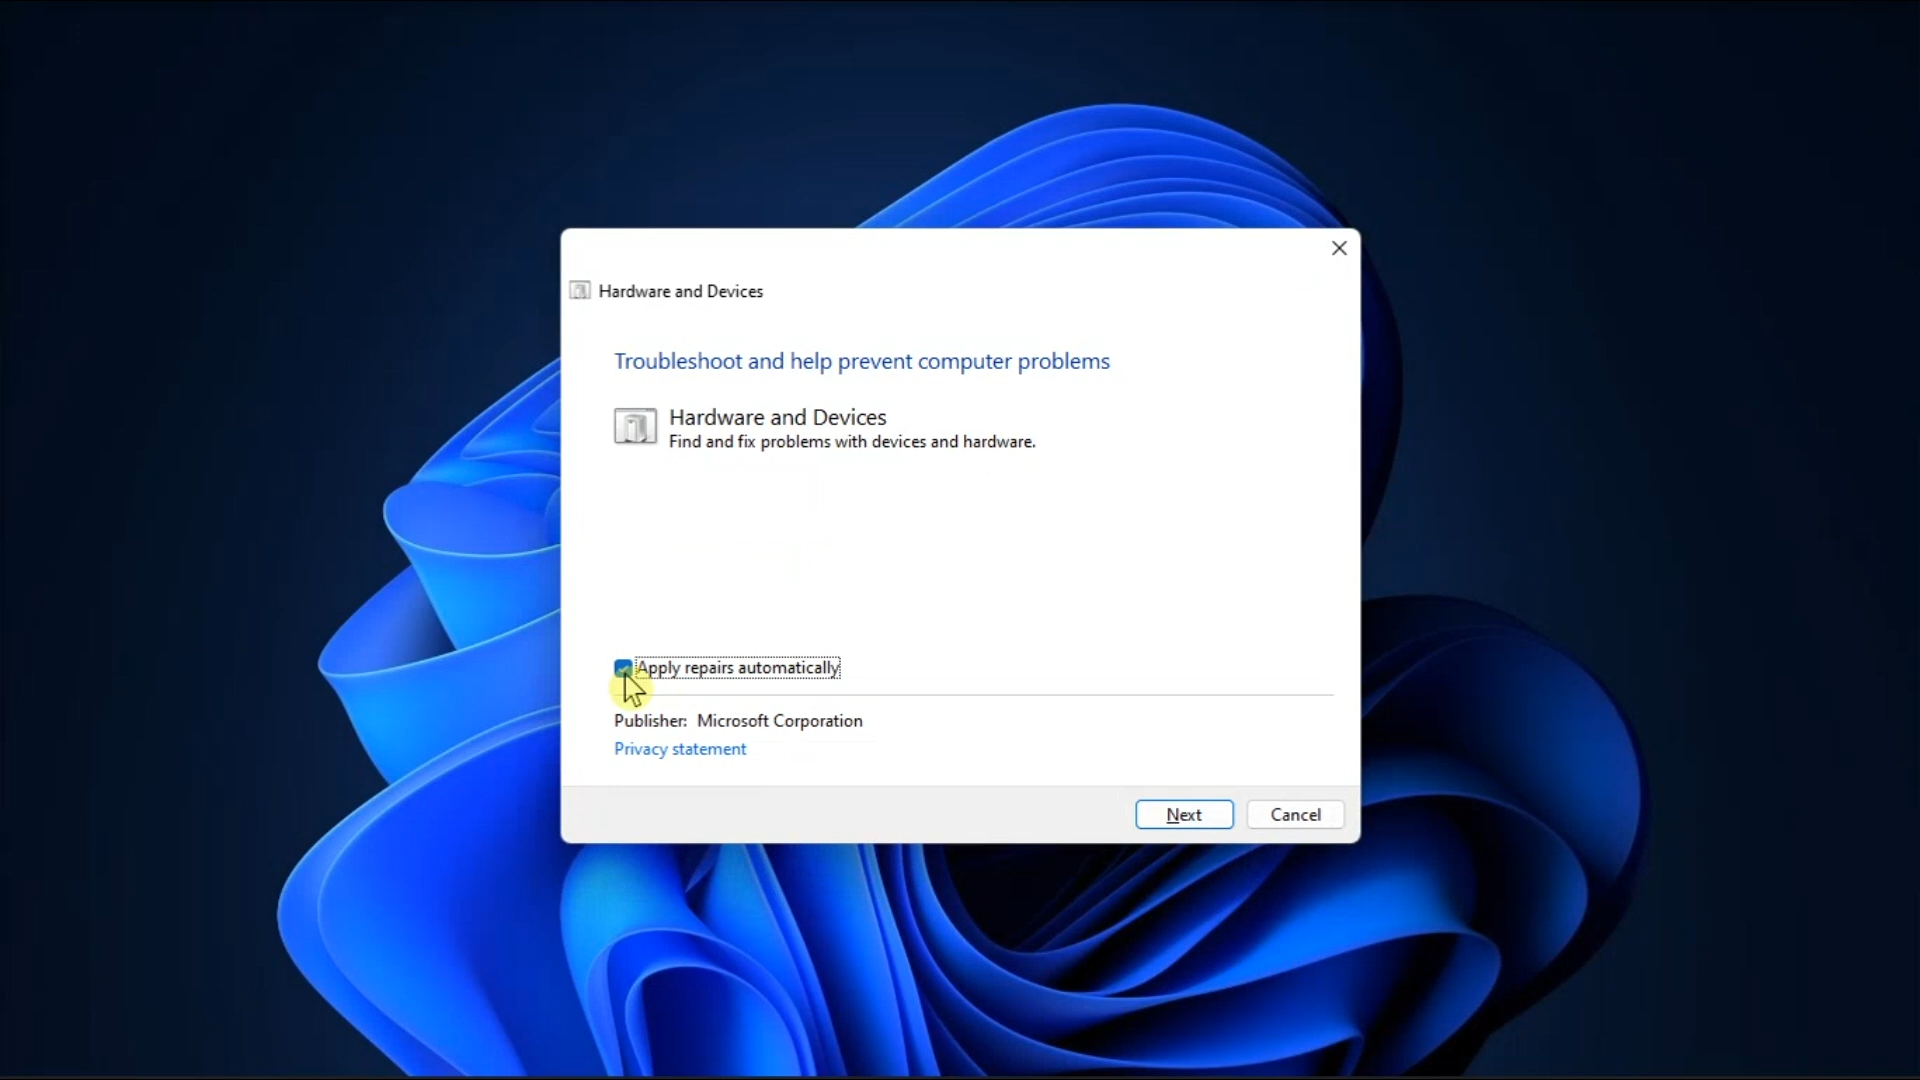 Hardware and Devices
Troubleshoot and help prevent computer problems
Hardware and Devices
Find and fix problems with devices and hardware.
Apply repairs automatically
Publisher: Microsoft Corporation
Privacy statement
Next Cancel